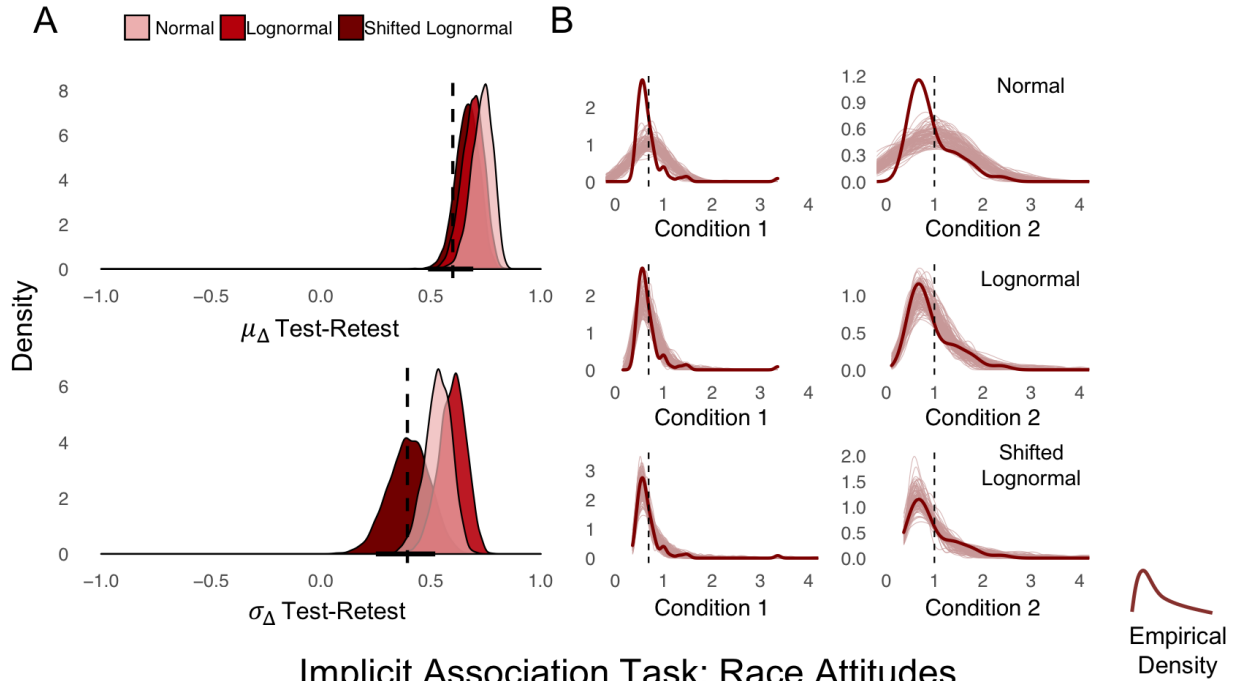 A
Normal Lognormal Shifted Lognormal
Density
8
6
4
2
0
−1.0 −0.5 0.0 0.5 1.0
μΔ Test-Retest
6
4
2
0
−1.0 −0.5 0.0 0.5 1.0
σΔ Test-Retest
B
2
1
0
0 1 2 3 4
Condition 1
Normal
1.2
0.9
0.6
0.3
0.0
0 1 2 3 4
Condition 2
2
1
0
0 1 2 3 4
Condition 1
Lognormal
1.0
0.5
0.0
0 1 2 3 4
Condition 2
3
2
1
0
0 1 2 3 4
Condition 1
Shifted
Lognormal
2.0
1.5
1.0
0.5
0.0
0 1 2 3 4
Condition 2
Empirical
Density
Implicit Association Task: Race Attitudes